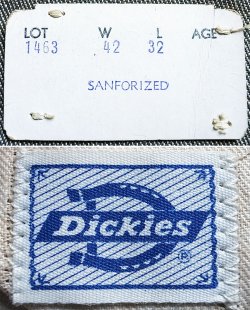 LOT W L AGE
1463 42 32
SANFORIZED
Dickies
®